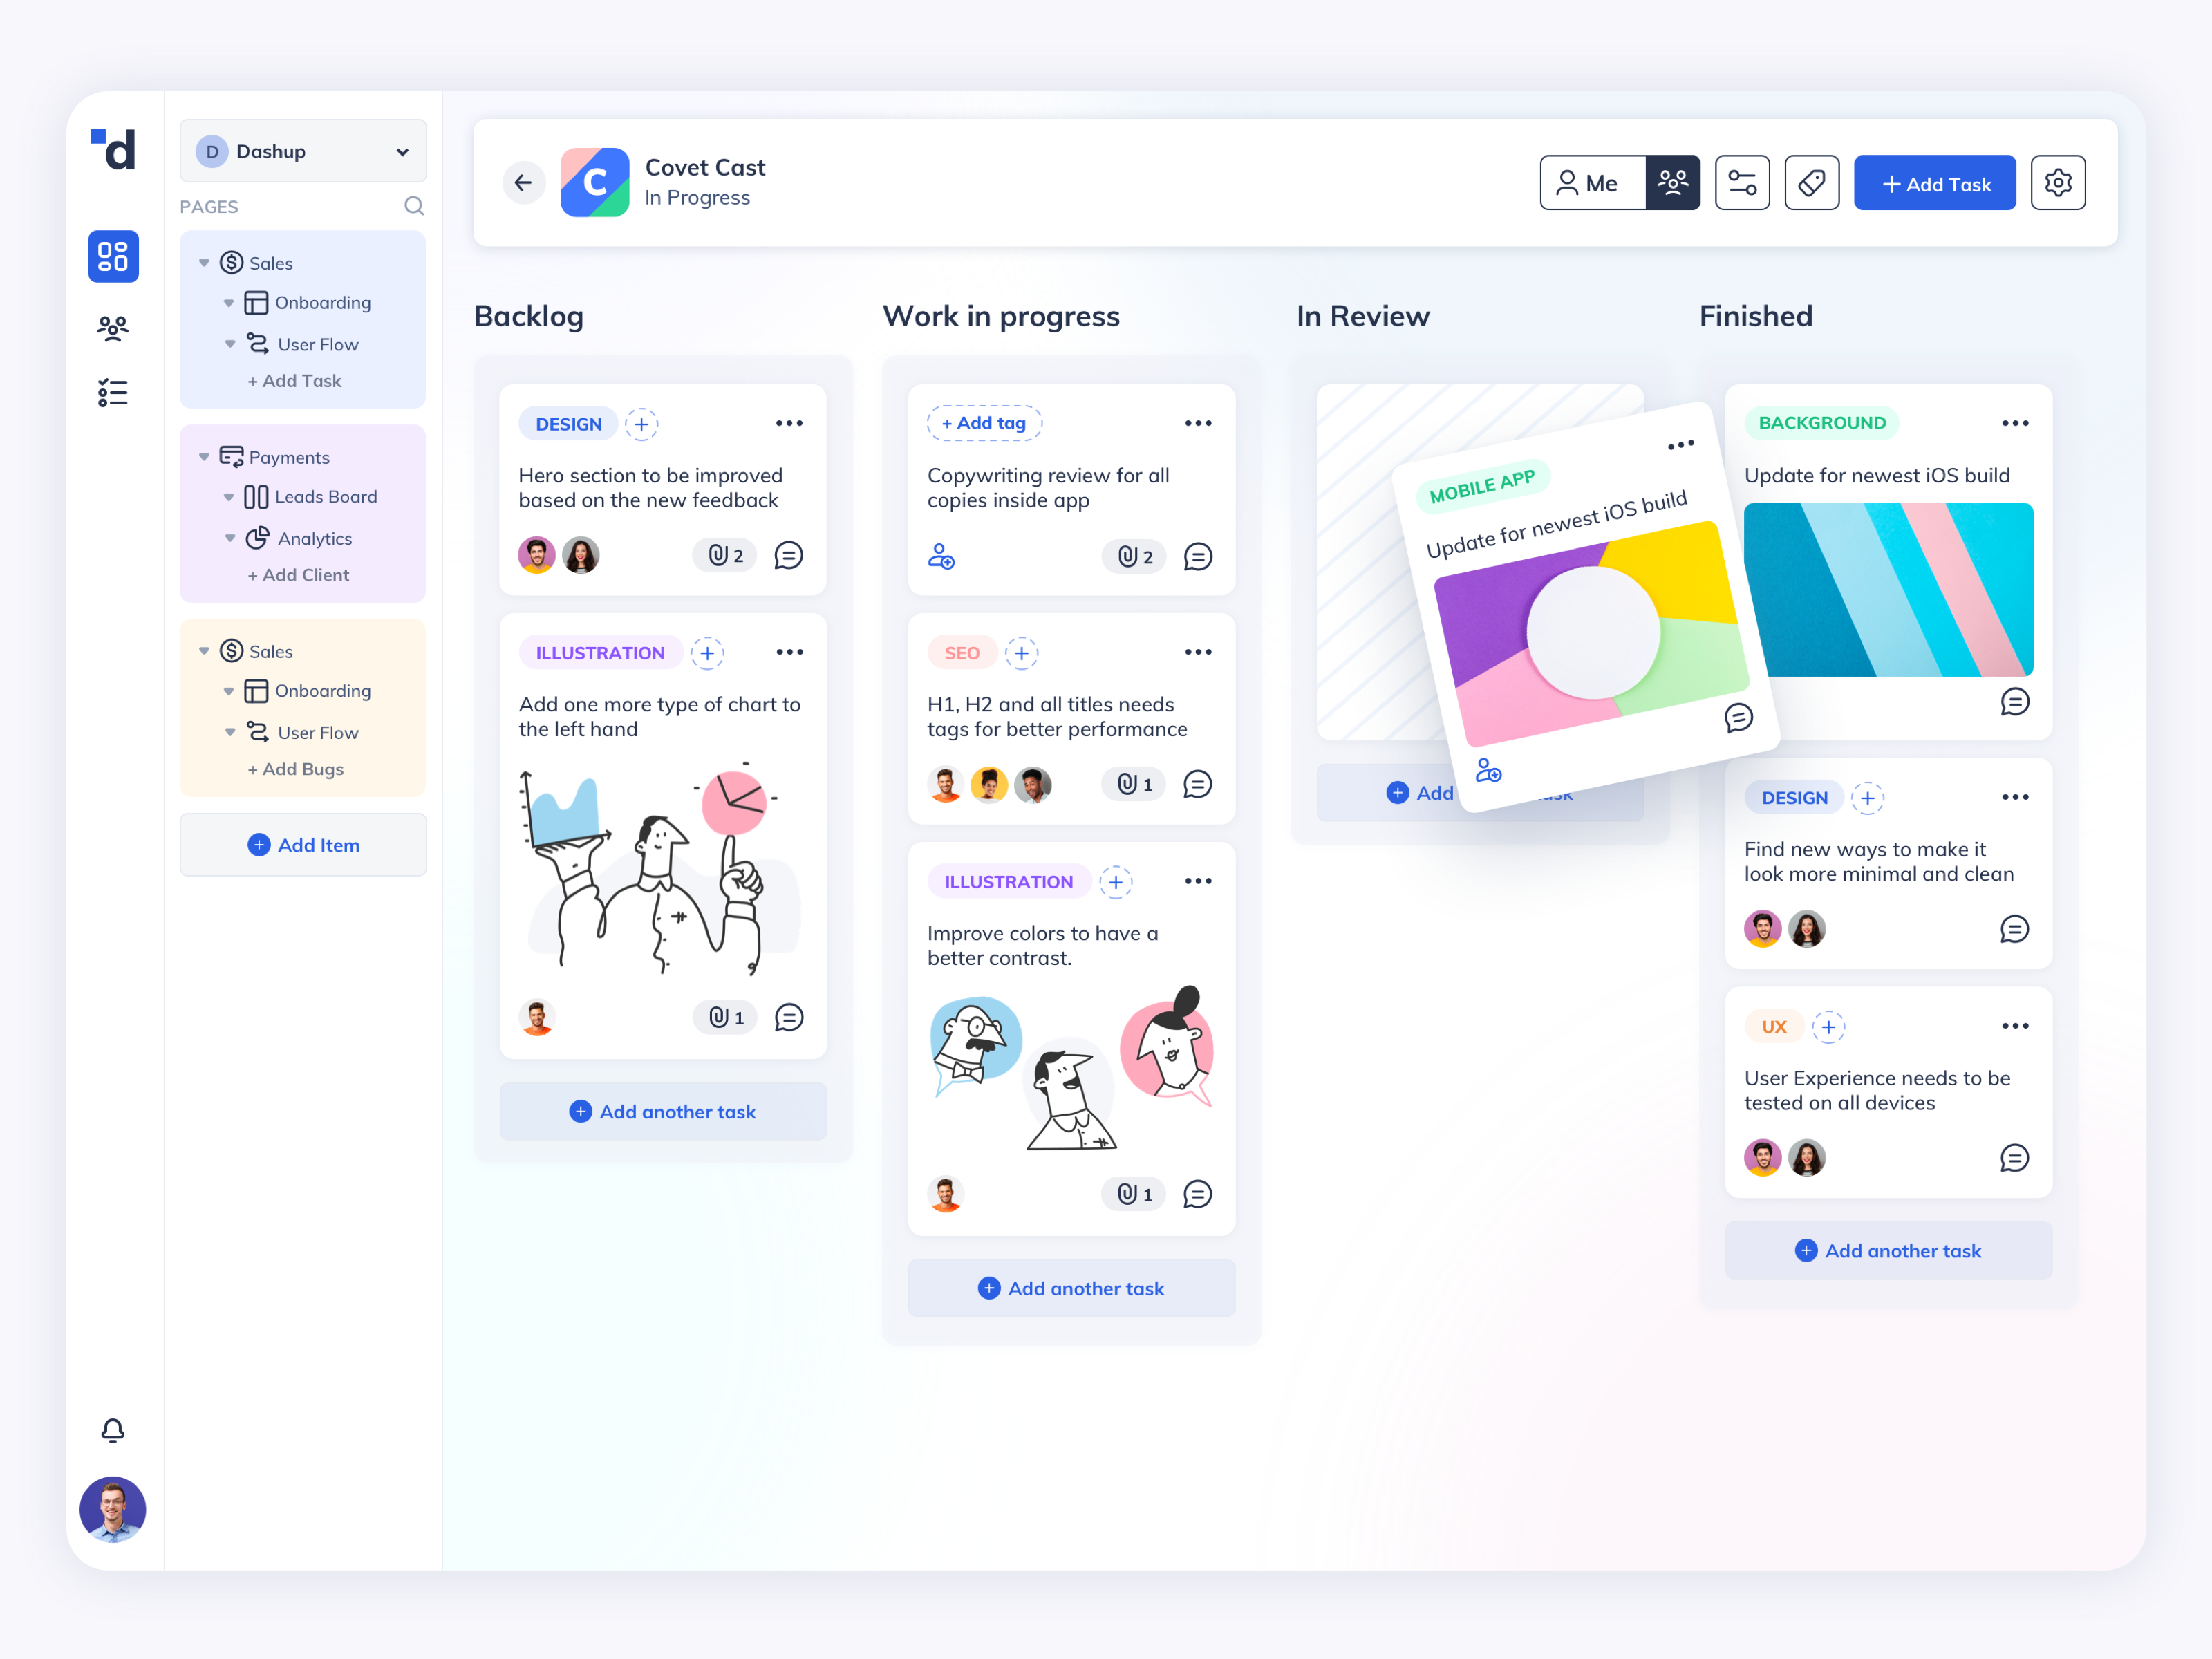 d
D Dashup
PAGES
Sales
Onboarding
User Flow
+ Add Task
Payments
Leads Board
Analytics
+ Add Client
Sales
Onboarding
User Flow
+ Add Bugs
+ Add Item
C
Covet Cast
In Progress
Me
+ Add Task
Backlog
DESIGN +
Hero section to be improved
based on the new feedback
2
ILLUSTRATION +
Add one more type of chart to
the left hand
1
+ Add another task
Work in progress
+ Add tag
Copywriting review for all
copies inside app
2
SEO +
H1, H2 and all titles needs
tags for better performance
1
ILLUSTRATION +
Improve colors to have a
better contrast.
1
+ Add another task
In Review
MOBILE APP
Update for newest iOS build
+ Add
Finished
BACKGROUND
Update for newest iOS build
DESIGN +
Find new ways to make it
look more minimal and clean
UX +
User Experience needs to be
tested on all devices
+ Add another task